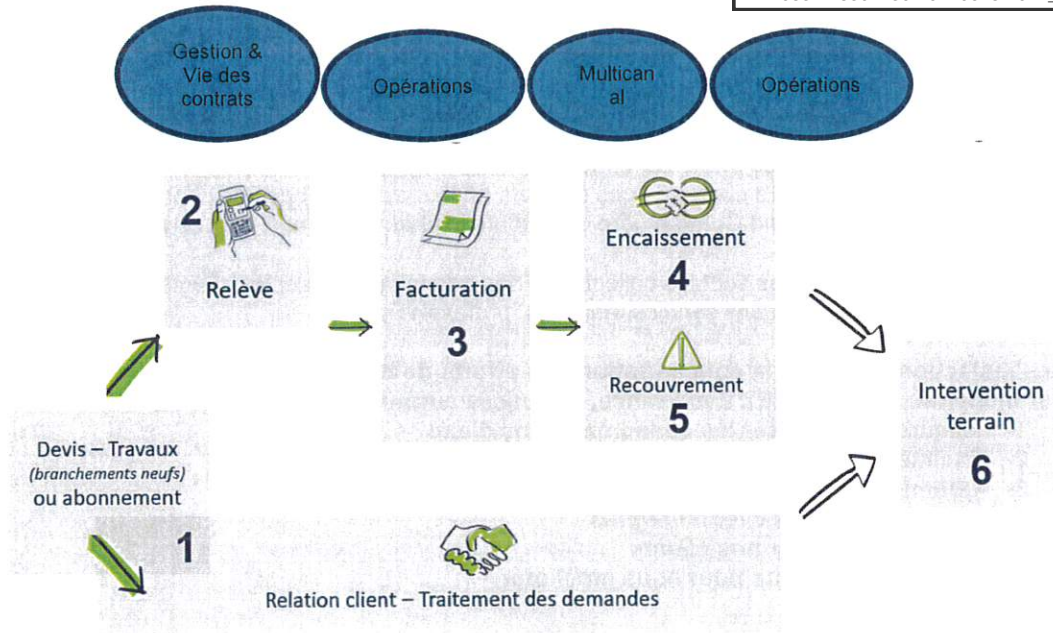 Gestion &
Vie des
contrats
Opérations
Multican
al
Opérations
2
Relève
Facturation
3
Encaissement
4
Recouvrement
5
Intervention
terrain
6
Devis – Travaux
(branchements neufs)
ou abonnement
1
Relation client – Traitement des demandes